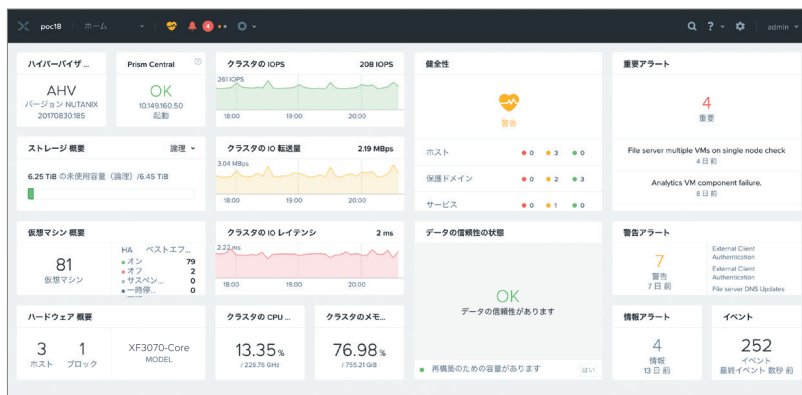 poc18 ホーム 4 ? admin
ハイパーバイザ ...
AHV
バージョン NUTANIX
20170830.185
Prism Central
OK
10.149.160.50
起動
クラスタの IOPS 208 IOPS
261 IOPS
18:00 19:00 20:00
健全性
警告
ホスト 0 3 0
保護ドメイン 0 2 3
サービス 0 1 0
重要アラート
4
重要
File server multiple VMs on single node check
4 日 前
Analytics VM component failure.
8 日 前
ストレージ 概要 論理
6.25 TiB の未使用容量 (論理) /6.45 TiB
クラスタの IO 転送量 2.19 MBps
3.04 MBps
18:00 19:00 20:00
仮想マシン 概要
81
仮想マシン
HA ベストエフ...
オン 79
オフ 2
サスペン... 0
一時停... 0
クラスタの IO レイテンシ 2 ms
2.22 ms
18:00 19:00 20:00
データの信頼性の状態
OK
データの信頼性があります
再構築のための容量があります はい
警告アラート
7
警告
7 日 前
External Client
Authentication
External Client
Authentication
File server DNS Updates
ハードウェア 概要
3
ホスト
1
ブロック
XF3070-Core
MODEL
クラスタの CPU ...
13.35 %
/ 228.76 GHz
クラスタのメモ...
76.98 %
/ 755.21 GiB
情報アラート
4
情報
13 日 前
イベント
252
イベント
最終イベント 数秒 前